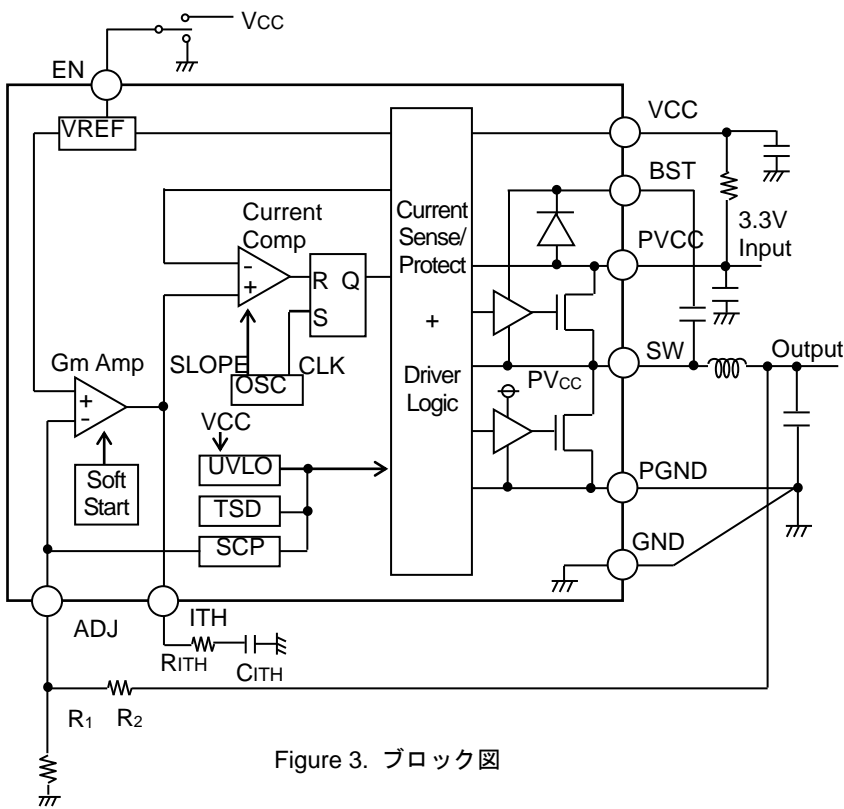 VCC
EN
VREF
VCC
BST
Current
Comp
Current
Sense/
Protect
+
Driver
Logic
3.3V
Input
PVCC
-
+
R Q
S
SW
Output
Gm Amp
SLOPE
CLK
OSC
PVCC
+
-
VCC
UVLO
Soft
Start
TSD
SCP
PGND
GND
ADJ
ITH
RITH
CITH
R1 R2
Figure 3. ブロック図